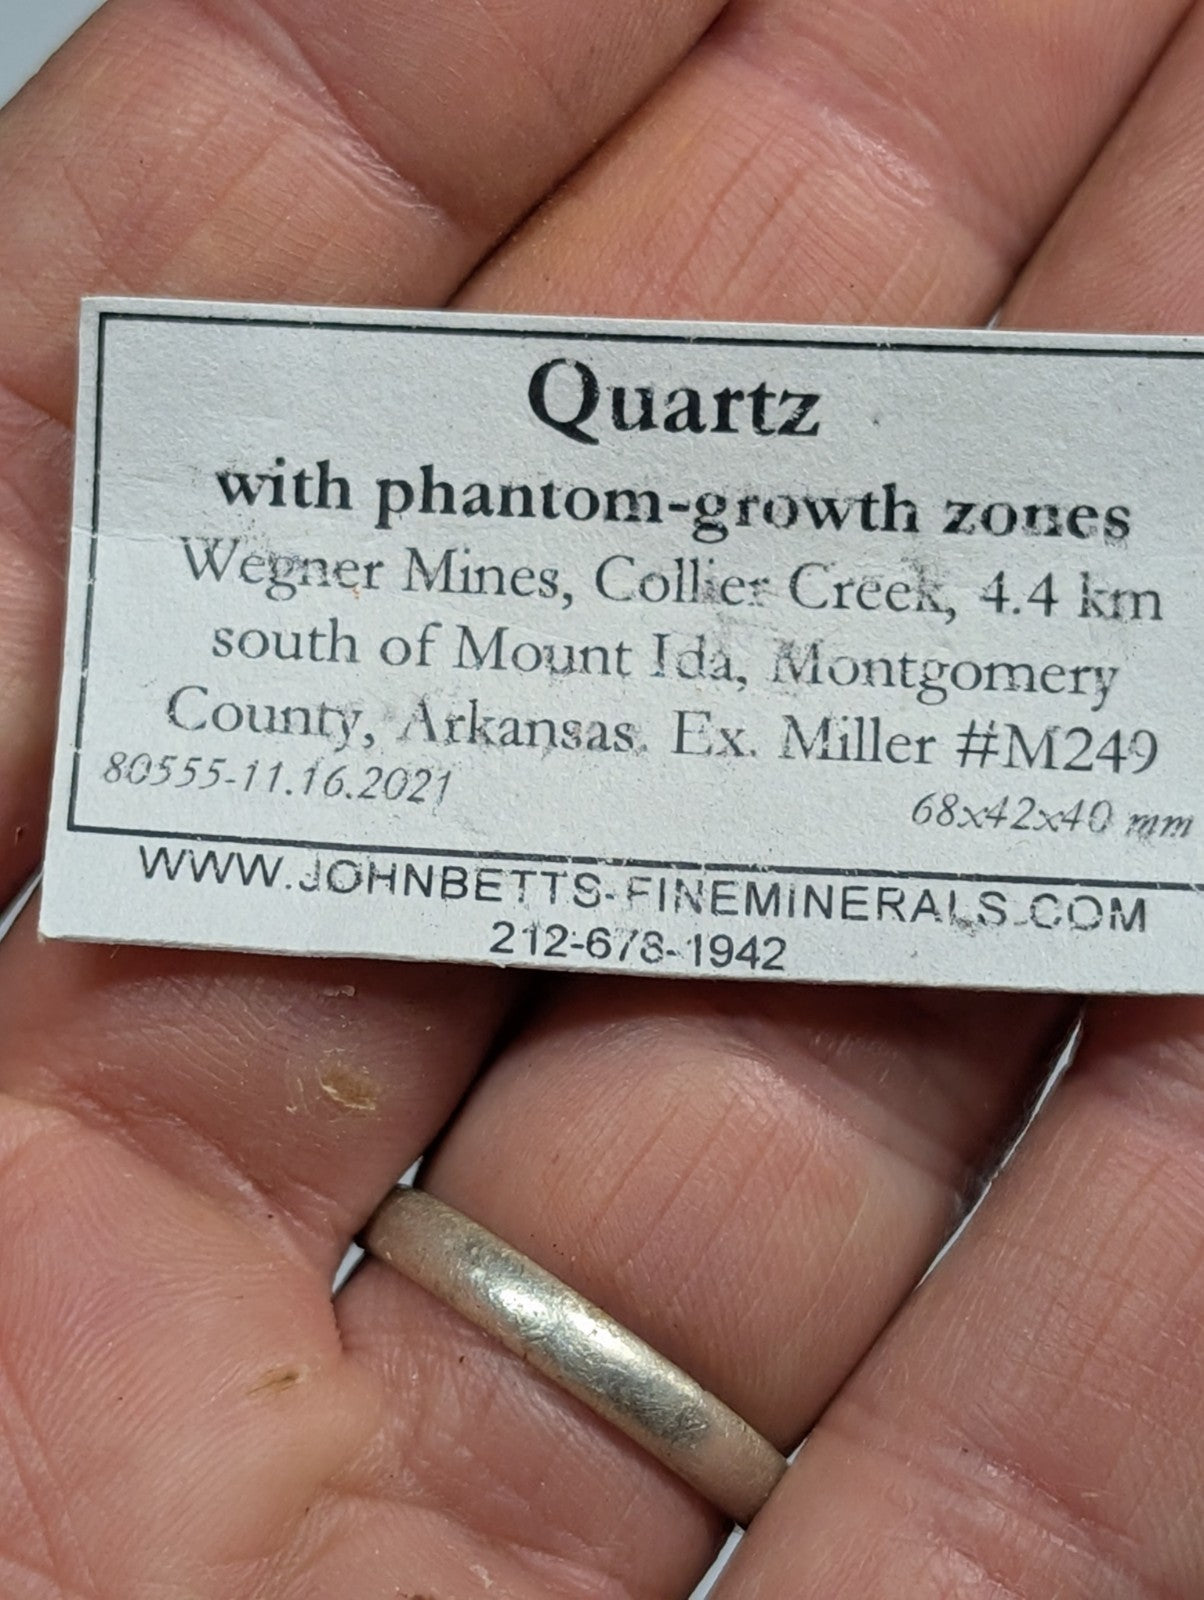 Quartz
with phantom-growth zones
Wegner Mines, Collier Creek, 4.4 km
south of Mount Ida, Montgomery
County, Arkansas. Ex. Miller #M249
80555-11.16.2021
68x42x40 mm
WWW.JOHNBETTS-FINEMINERALS.COM
212-678-1942